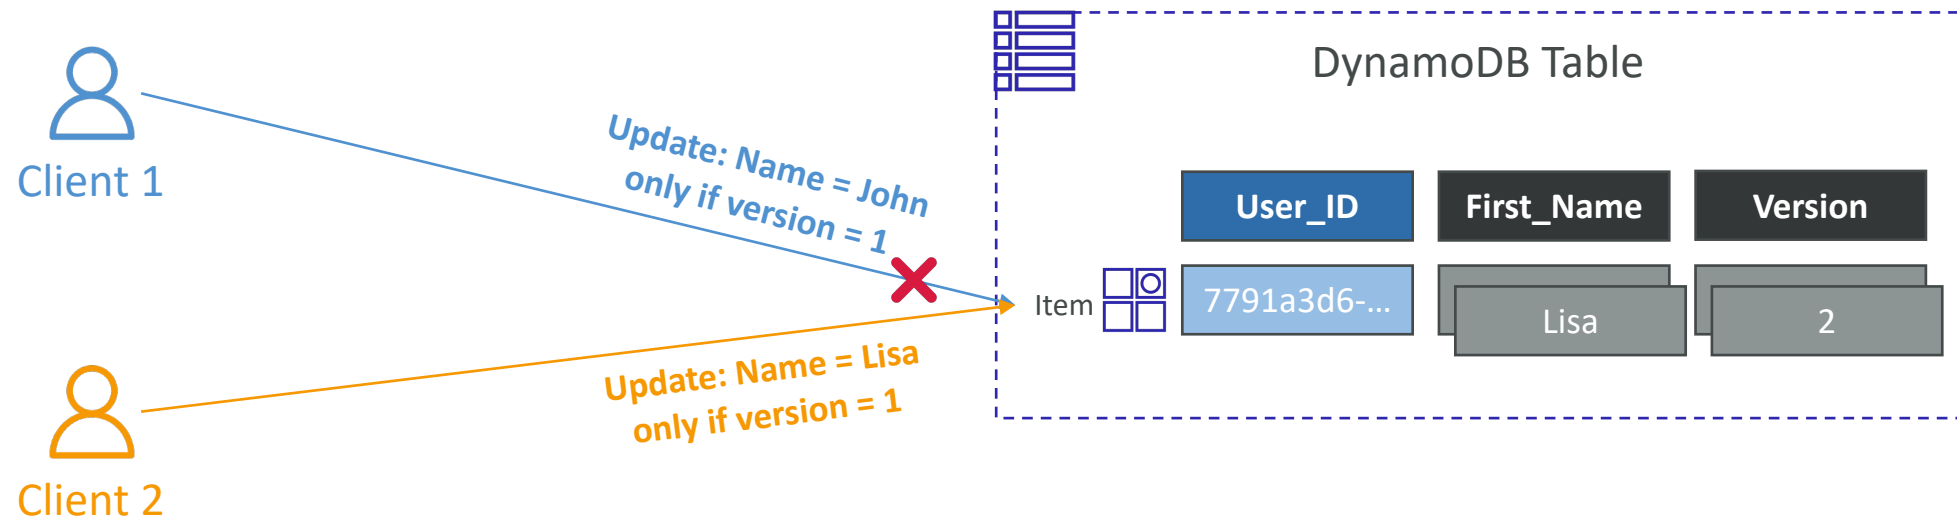 DynamoDB Table
Client 1
Update: Name = John
only if version = 1
User_ID
First_Name
Version
Item
7791a3d6-...
Lisa
2
Update: Name = Lisa
only if version = 1
Client 2